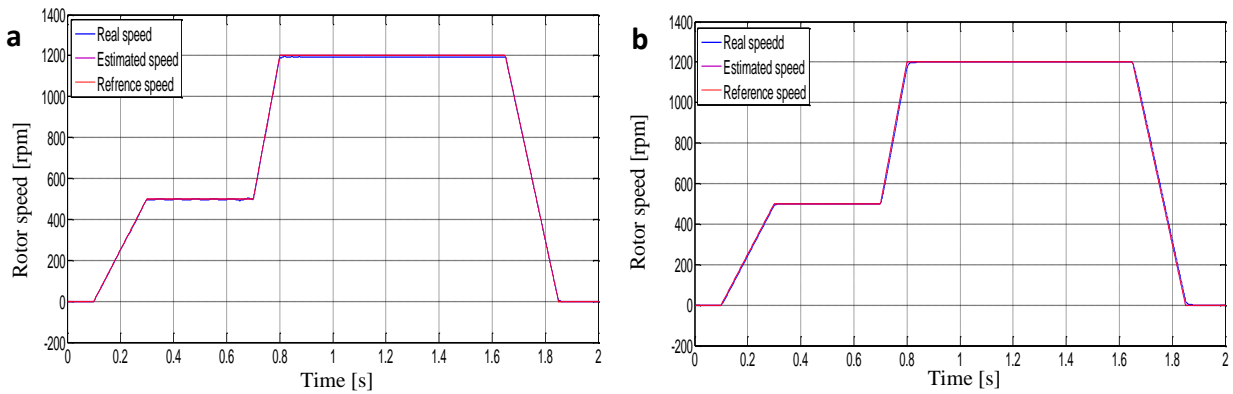 a
1400
1200
1000
800
600
400
200
0
-200
Rotor speed [rpm]
Real speed
Estimated speed
Refrence speed
0 0.2 0.4 0.6 0.8 1 1.2 1.4 1.6 1.8 2
Time [s]
b
1400
1200
1000
800
600
400
200
0
-200
Rotor speed [rpm]
Real speedd
Estimated speed
Reference speed
0 0.2 0.4 0.6 0.8 1 1.2 1.4 1.6 1.8 2
Time [s]